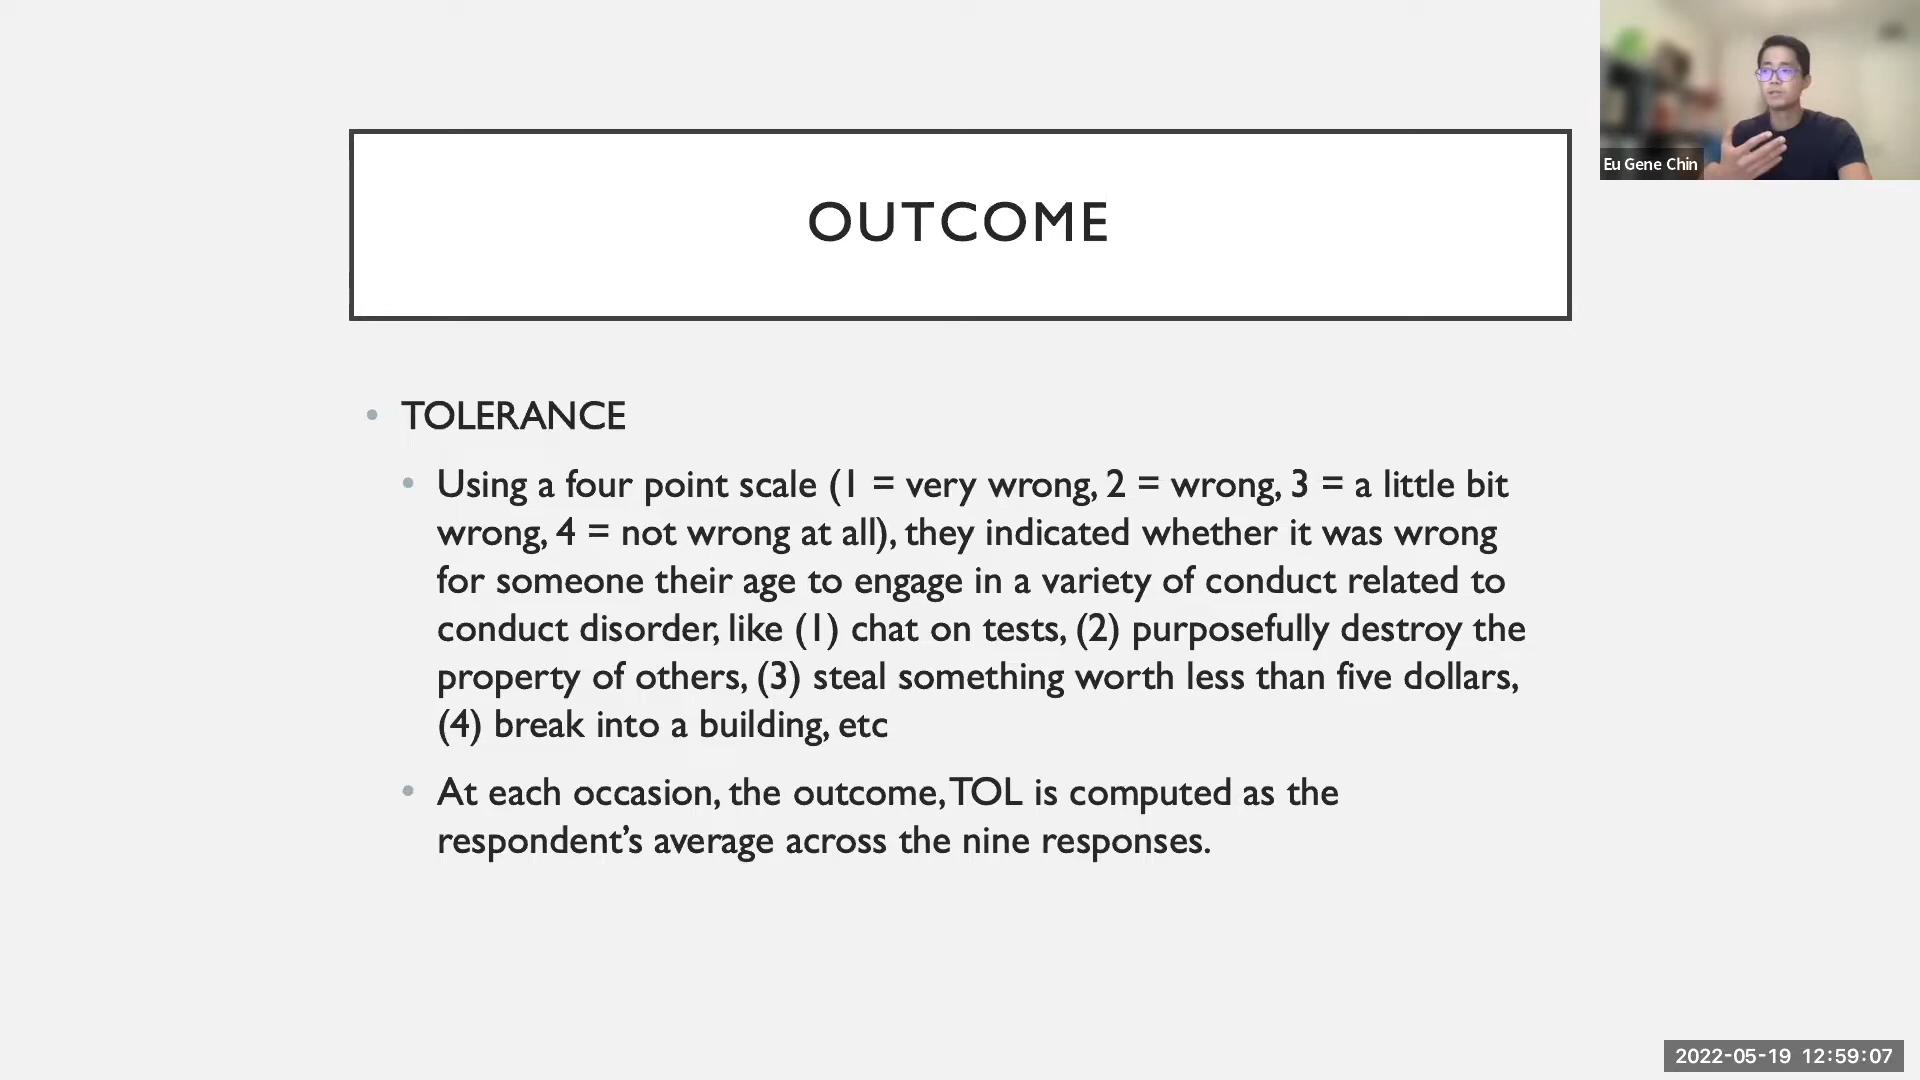 OUTCOME
Eu Gene Chin
• TOLERANCE
• Using a four point scale (1 = very wrong, 2 = wrong, 3 = a little bit
wrong, 4 = not wrong at all), they indicated whether it was wrong
for someone their age to engage in a variety of conduct related to
conduct disorder, like (1) chat on tests, (2) purposefully destroy the
property of others, (3) steal something worth less than five dollars,
(4) break into a building, etc
• At each occasion, the outcome, TOL is computed as the
respondent’s average across the nine responses.
2022-05-19 12:59:07